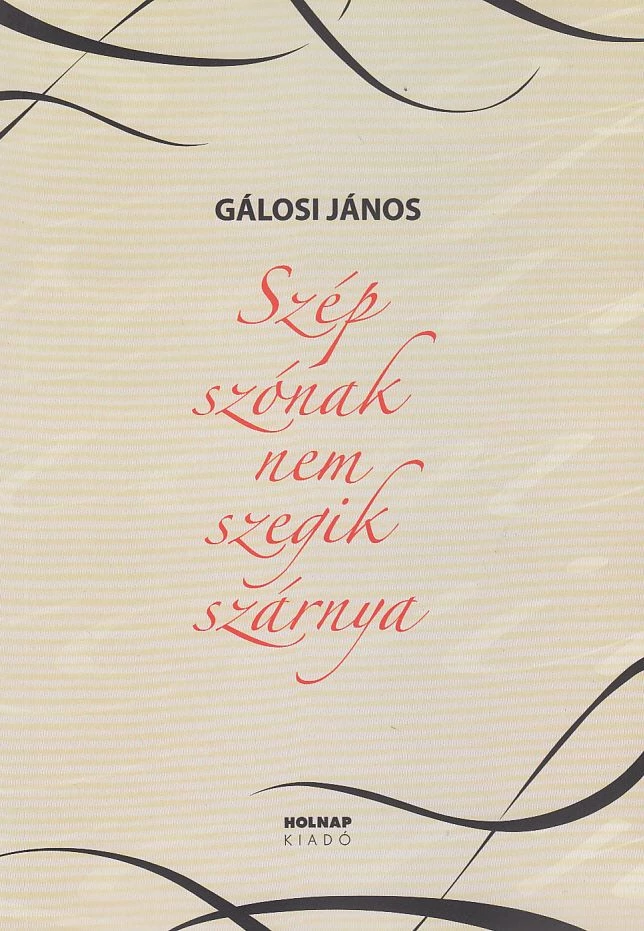 GÁLOSI JÁNOS
Szép
szónak
nem
szegik
szárnya
HOLNAP
KIADÓ